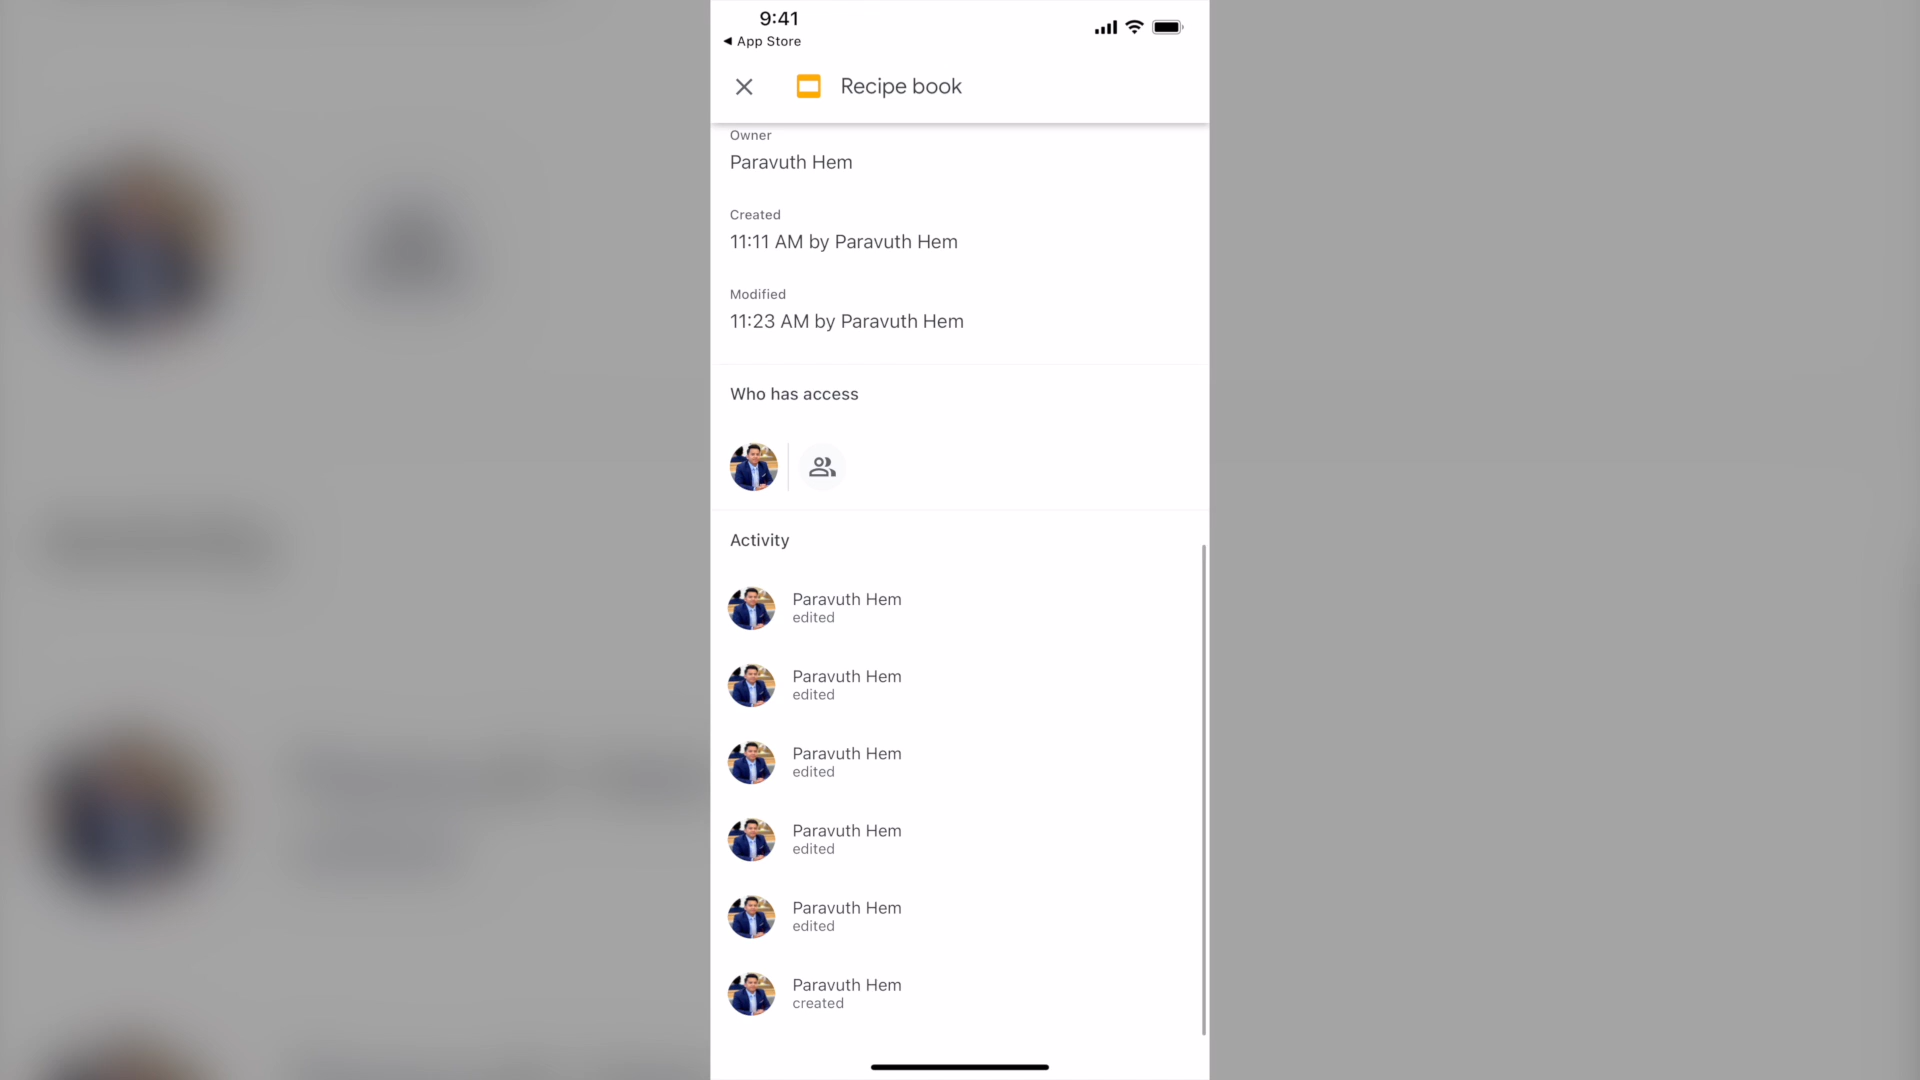 9:41
◀ App Store
Recipe book
Owner
Paravuth Hem
Created
11:11 AM by Paravuth Hem
Modified
11:23 AM by Paravuth Hem
Who has access
Activity
Paravuth Hem
edited
Paravuth Hem
edited
Paravuth Hem
edited
Paravuth Hem
edited
Paravuth Hem
edited
Paravuth Hem
created